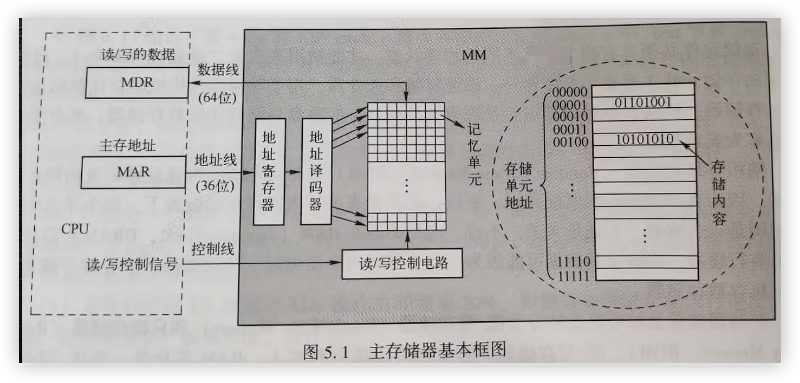 读/写的数据
MDR
数据线
(64位)
MM
主存地址
MAR
地址线
(36位)
地址寄存器
地址译码器
记忆单元
CPU
读/写控制信号
控制线
读/写控制电路
00000
00001
00010
00011
00100
⋮
11110
11111
01101001
10101010
⋮
存储单元地址
存储内容
图 5.1 主存储器基本框图